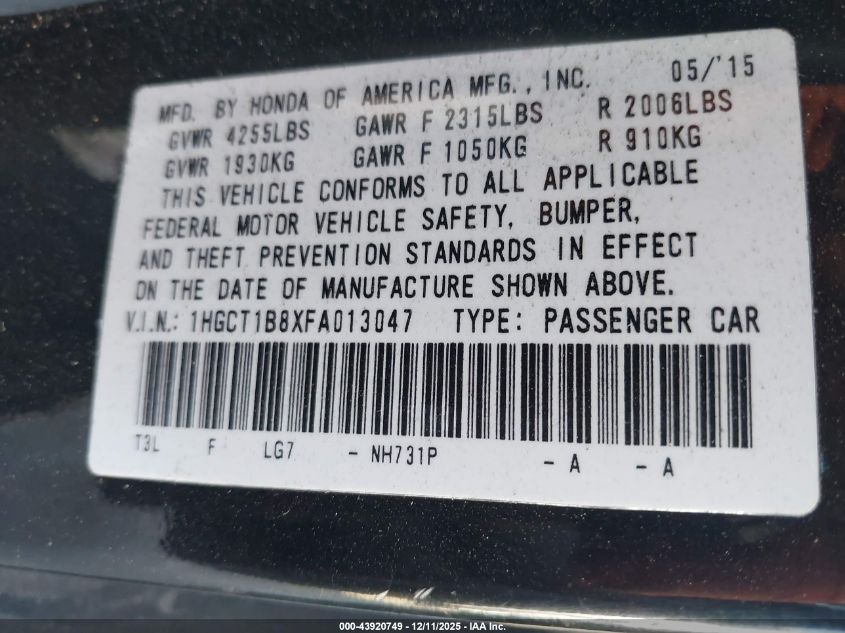 MFD. BY HONDA OF AMERICA MFG., INC. 05/'15
GVWR 4255LBS GAWR F 2315LBS R 2006LBS
GVWR 1930KG GAWR F 1050KG R 910KG
THIS VEHICLE CONFORMS TO ALL APPLICABLE
FEDERAL MOTOR VEHICLE SAFETY, BUMPER,
AND THEFT PREVENTION STANDARDS IN EFFECT
ON THE DATE OF MANUFACTURE SHOWN ABOVE.
V.I.N.: 1HGCT1B8XFA013047 TYPE: PASSENGER CAR
T3L F LG7 - NH731P - A - A
000-43920749 - 12/11/2025 - IAA Inc.